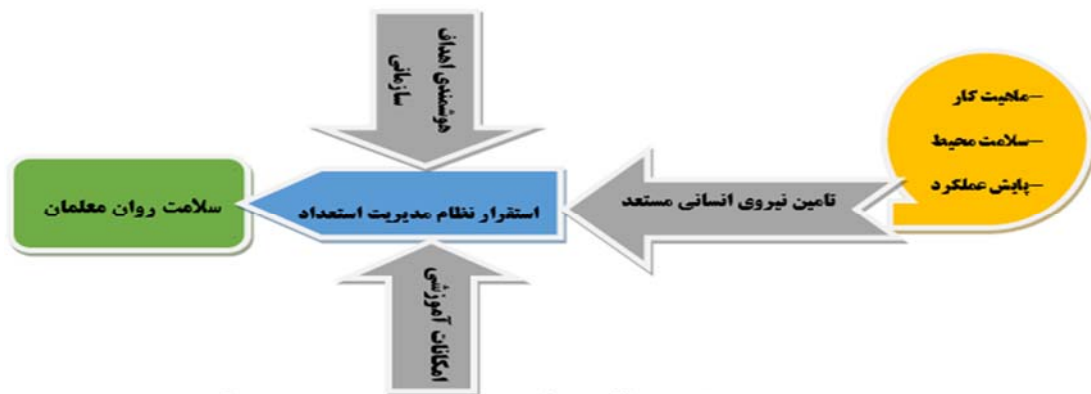 هوشمندی اهداف
سازمانی
-ماهیت کار
-سلامت محیط
-پایش عملکرد
تامین نیروی انسانی مستعد
استقرار نظام مدیریت استعداد
سلامت روان معلمان
امکانات آموزشی